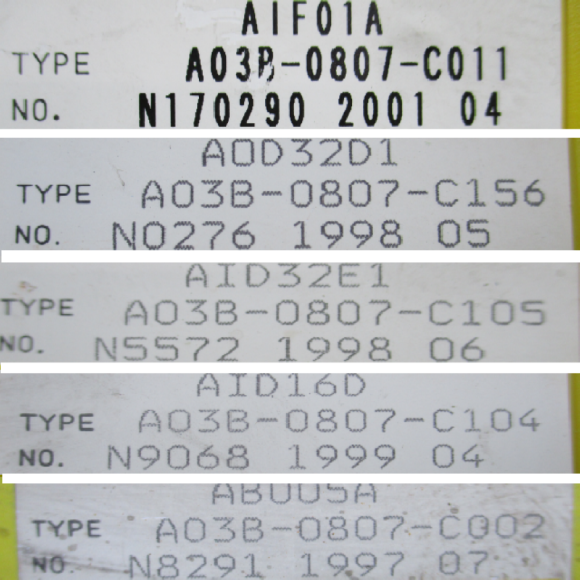 AIF01A
TYPE A03B-0807-C011
NO. N170290 2001 04
AOD32D1
TYPE A03B-0807-C156
NO. N0276 1998 05
AID32E1
TYPE A03B-0807-C105
NO. N5572 1998 06
AID16D
TYPE A03B-0807-C104
NO. N9068 1999 04
ABU05A
TYPE A03B-0807-C002
NO. N8291 1997 07